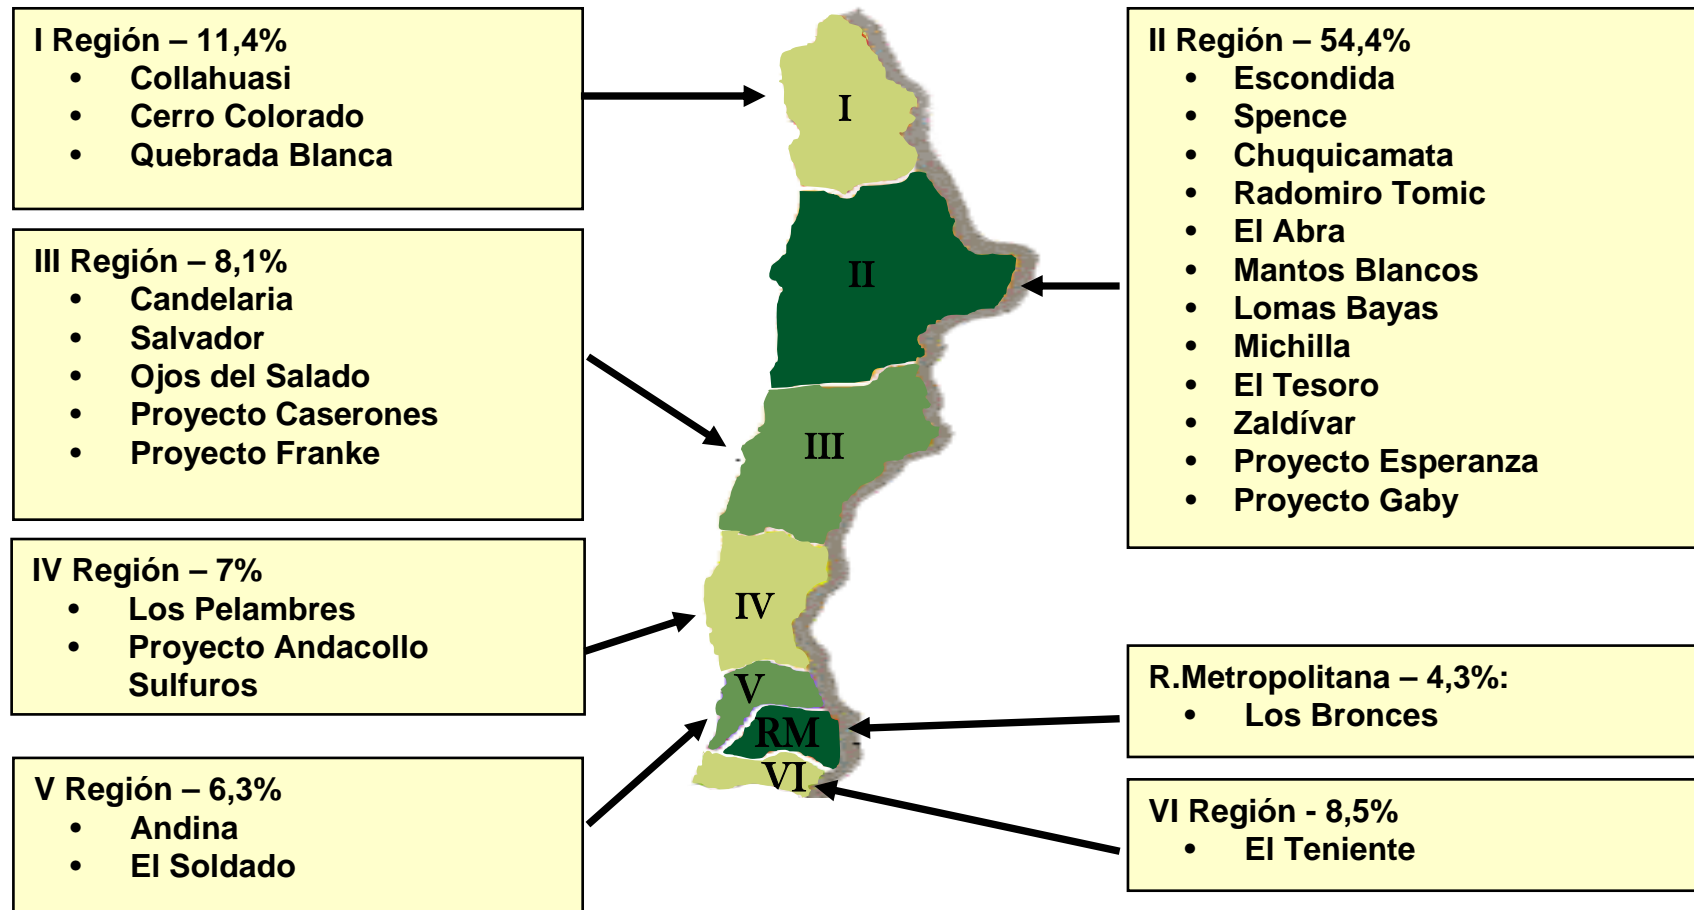 I Región – 11,4%
• Collahuasi
• Cerro Colorado
• Quebrada Blanca
III Región – 8,1%
• Candelaria
• Salvador
• Ojos del Salado
• Proyecto Caserones
• Proyecto Franke
IV Región – 7%
• Los Pelambres
• Proyecto Andacollo
Sulfuros
V Región – 6,3%
• Andina
• El Soldado
I
II
III
IV
V
RM
VI
II Región – 54,4%
• Escondida
• Spence
• Chuquicamata
• Radomiro Tomic
• El Abra
• Mantos Blancos
• Lomas Bayas
• Michilla
• El Tesoro
• Zaldívar
• Proyecto Esperanza
• Proyecto Gaby
R.Metropolitana – 4,3%:
• Los Bronces
VI Región - 8,5%
• El Teniente